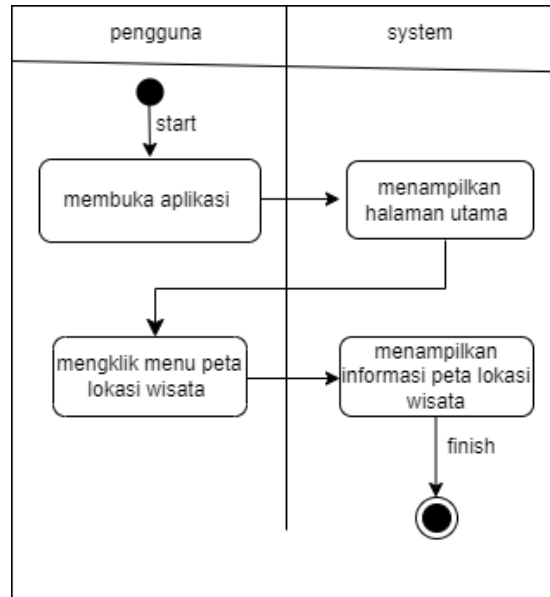 pengguna
system
start
membuka aplikasi
menampilkan
halaman utama
mengklik menu peta
lokasi wisata
menampilkan
informasi peta lokasi
wisata
finish